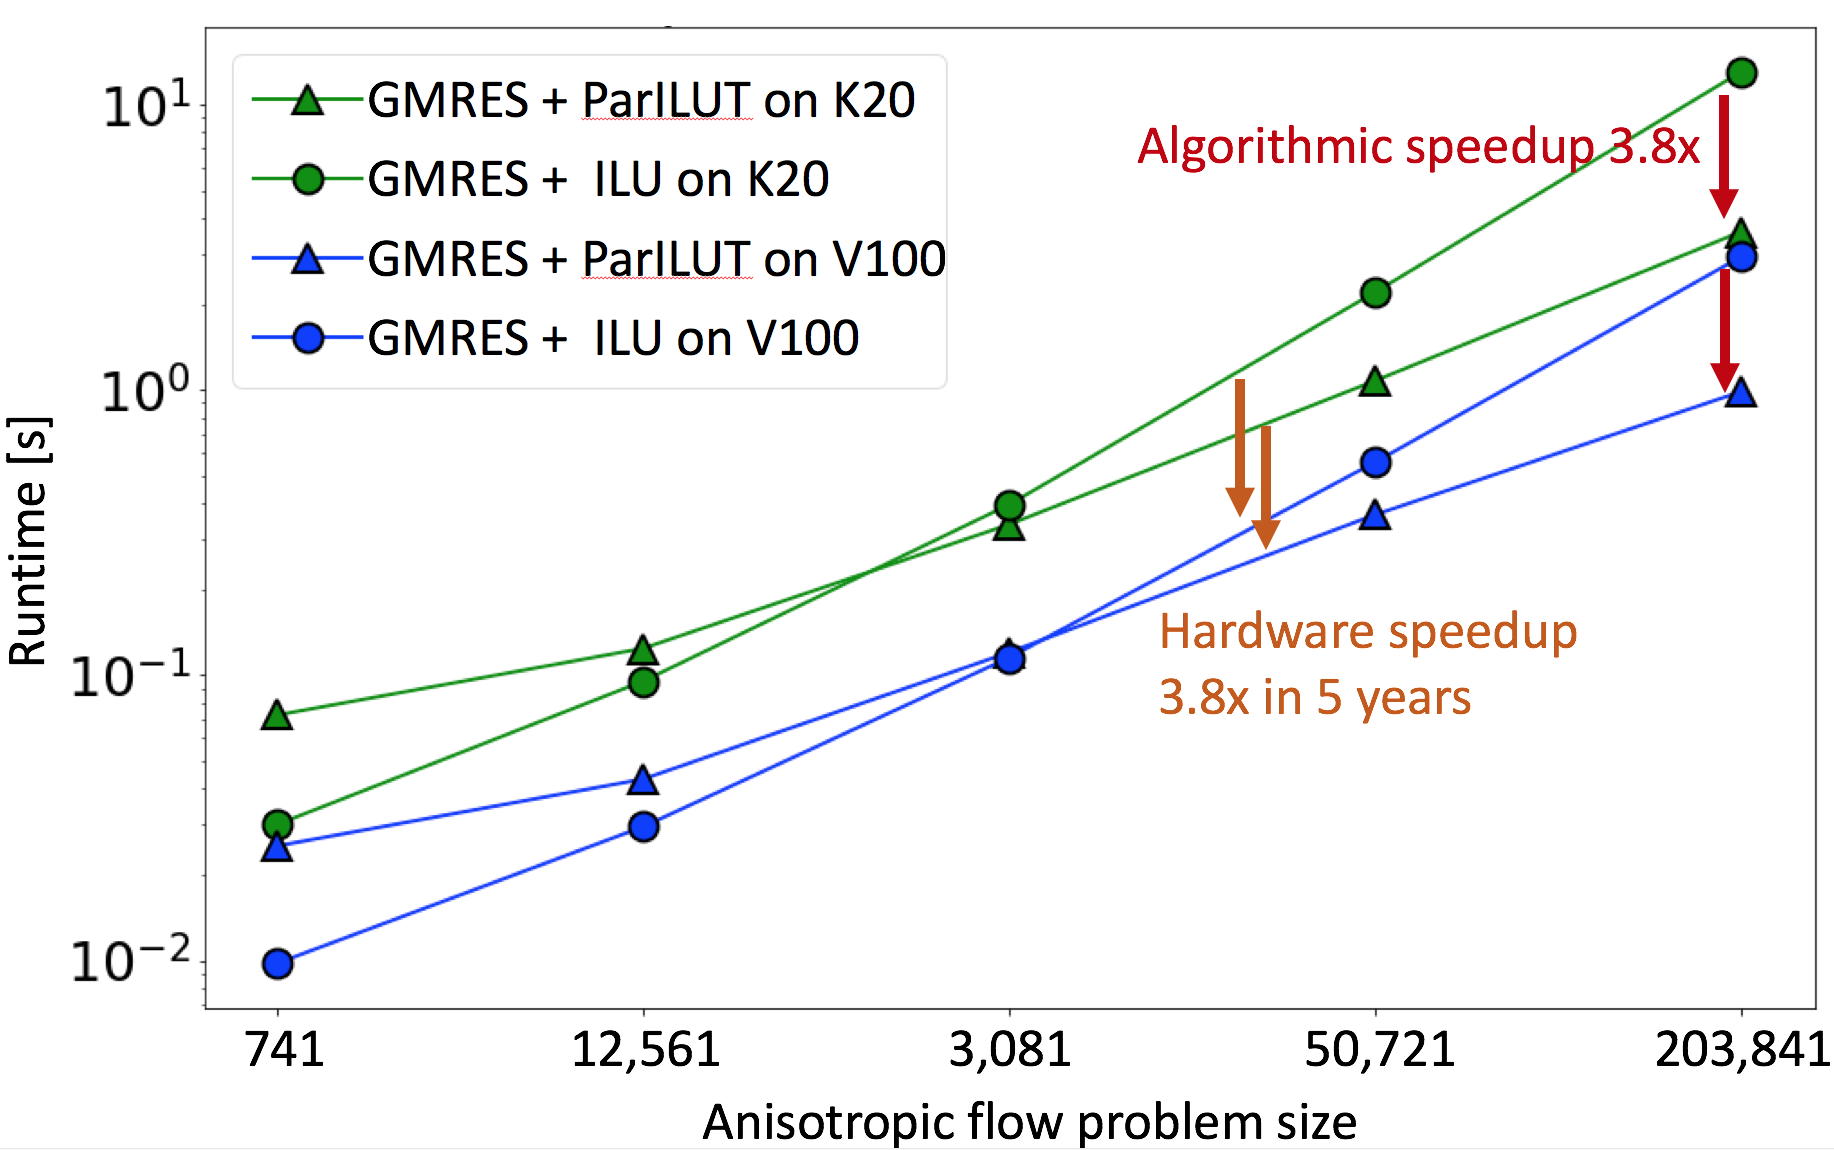 GMRES + ParILUT on K20
GMRES + ILU on K20
GMRES + ParILUT on V100
GMRES + ILU on V100
Algorithmic speedup 3.8x
Hardware speedup
3.8x in 5 years
Runtime [s]
10¹
10⁰
10⁻¹
10⁻²
741 12,561 3,081 50,721 203,841
Anisotropic flow problem size